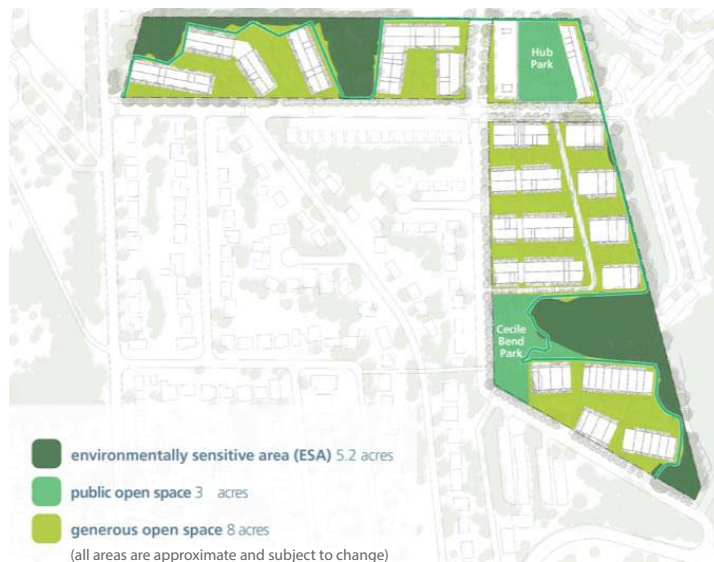 Hub
Park
Cecile
Bend
Park
environmentally sensitive area (ESA) 5.2 acres
public open space 3 acres
generous open space 8 acres
(all areas are approximate and subject to change)